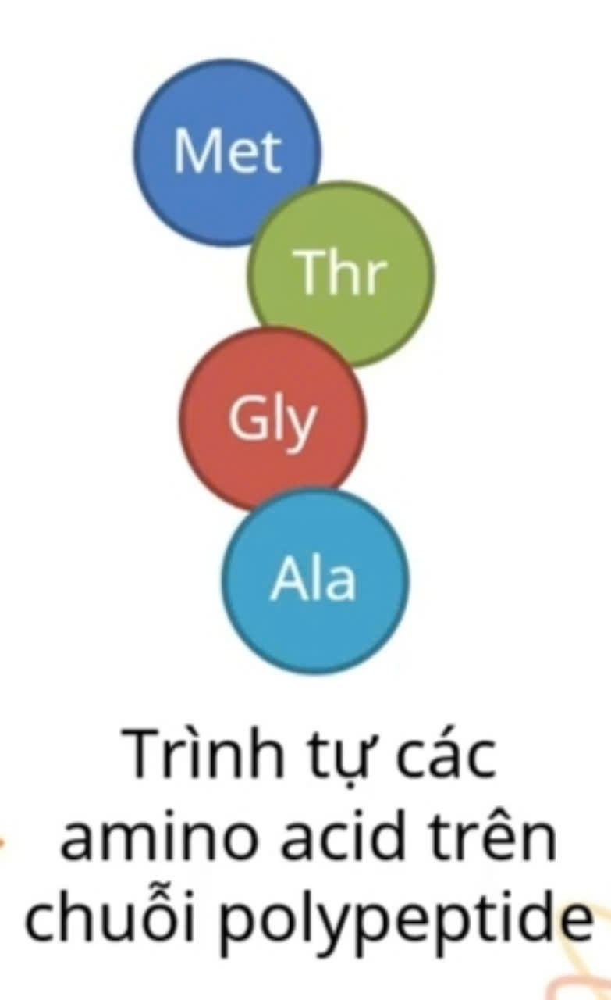 Met
Thr
Gly
Ala
Trình tự các
amino acid trên
chuỗi polypeptide